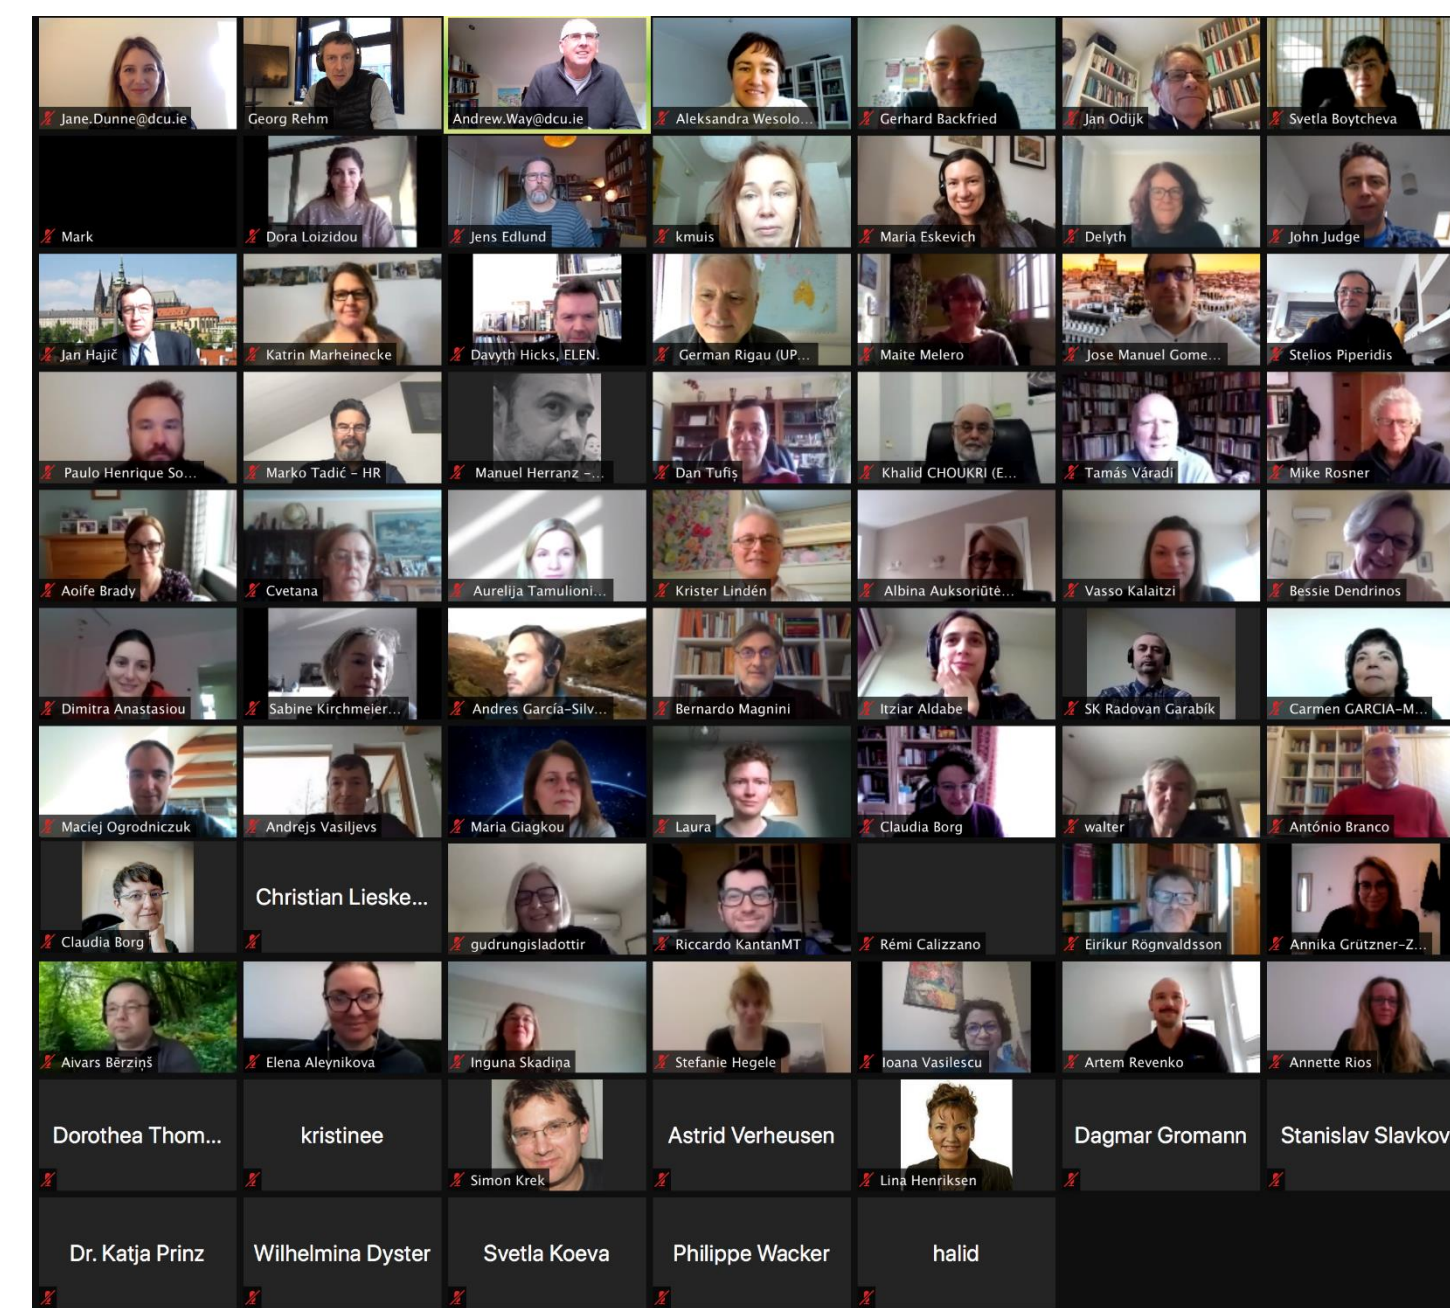 Jane.Dunne@dcu.ie
Georg Rehm
Andrew.Way@dcu.ie
Aleksandra Wesolo...
Gerhard Backfried
Jan Odijk
Svetla Boytcheva
Mark
Dora Loizidou
Jens Edlund
kmuis
Maria Eskevich
Delyth
John Judge
Jan Hajič
Katrin Marheinecke
Davyth Hicks, ELEN.
German Rigau (UP...
Maite Melero
Jose Manuel Gome...
Stelios Piperidis
Paulo Henrique So...
Marko Tadić – HR
Manuel Herranz –...
Dan Tufiș
Khalid CHOUKRI (E...
Tamás Váradi
Mike Rosner
Aoife Brady
Cvetana
Aurelija Tamulioni...
Krister Lindén
Albina Auksoriūtė...
Vasso Kalaitzi
Bessie Dendrinos
Dimitra Anastasiou
Sabine Kirchmeier...
Andres García-Silv...
Bernardo Magnini
Itziar Aldabe
SK Radovan Garabík
Carmen GARCIA-M...
Maciej Ogrodniczuk
Andrejs Vasiljevs
Maria Giagkou
Laura
Claudia Borg
walter
António Branco
Claudia Borg
Christian Lieske...
gudrungisladottir
Riccardo KantanMT
Rémi Calizzano
Eiríkur Rögnvaldsson
Annika Grützner-Z...
Aivars Bērziņš
Elena Aleynikova
Inguna Skadiņa
Stefanie Hegele
Ioana Vasilescu
Artem Revenko
Annette Rios
Dorothea Thom...
kristinee
Simon Krek
Astrid Verheusen
Lina Henriksen
Dagmar Gromann
Stanislav Slavkov
Dr. Katja Prinz
Wilhelmina Dyster
Svetla Koeva
Philippe Wacker
halid